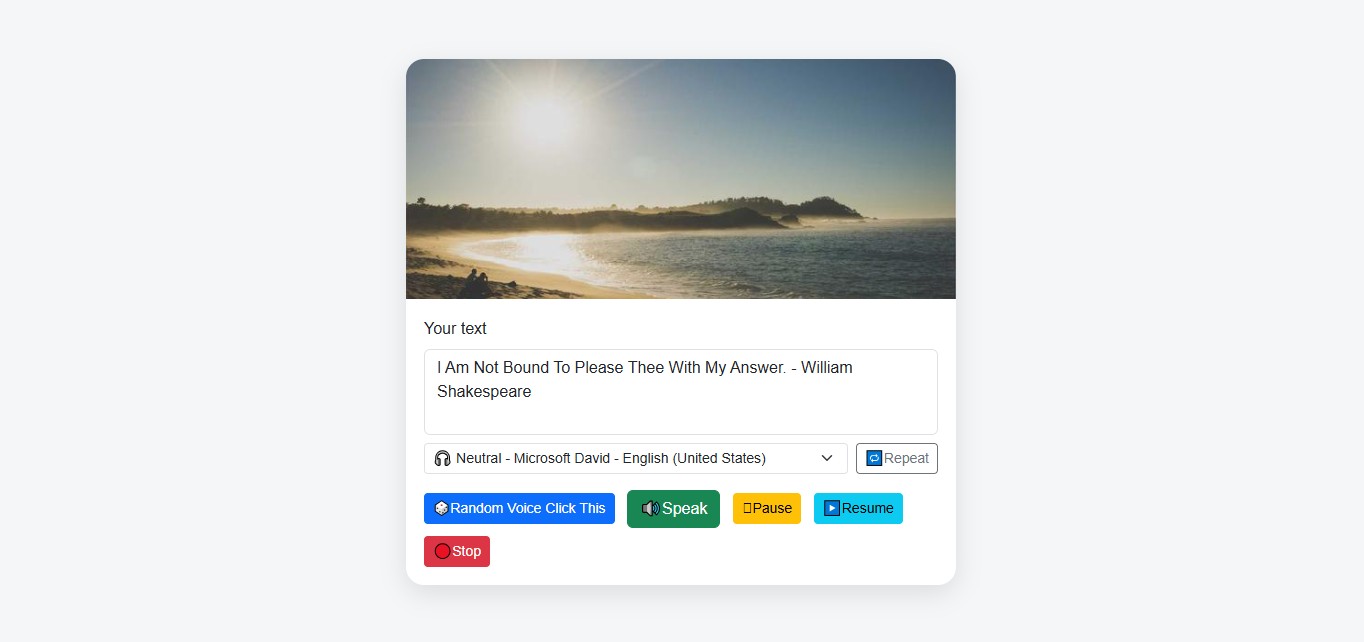 Your text
I Am Not Bound To Please Thee With My Answer. - William
Shakespeare
Neutral - Microsoft David - English (United States)
Repeat
Random Voice Click This
Speak
Pause
Resume
Stop